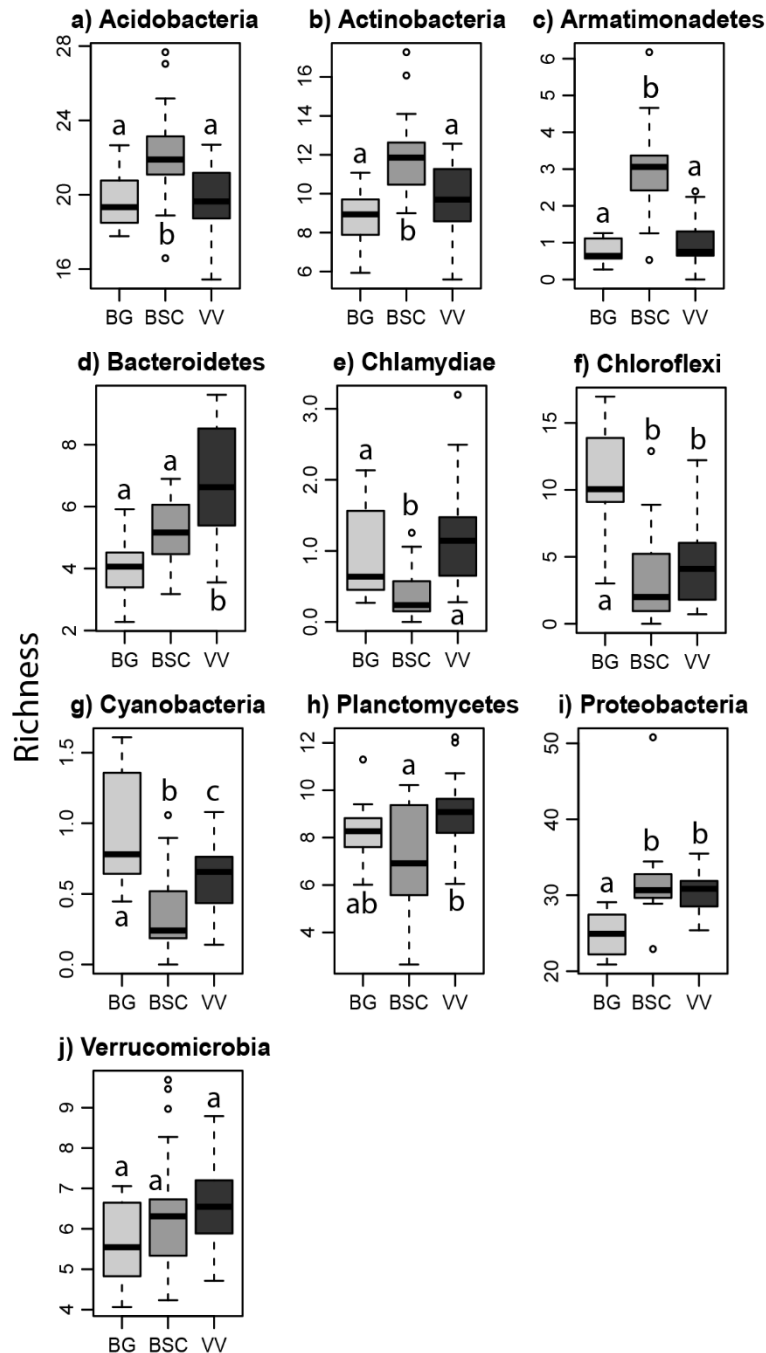 a) Acidobacteria
28
24
20
16
a
b
a
BG BSC VV
b) Actinobacteria
16
14
12
10
8
6
a
b
a
BG BSC VV
c) Armatimonadetes
6
5
4
3
2
1
0
a
b
a
BG BSC VV
d) Bacteroidetes
8
6
4
2
a
a
b
BG BSC VV
e) Chlamydiae
3.0
2.0
1.0
0.0
a
b
a
BG BSC VV
f) Chloroflexi
15
10
5
0
a
b
b
BG BSC VV
Richness
g) Cyanobacteria
1.5
1.0
0.5
0.0
a
b
c
BG BSC VV
h) Planctomycetes
12
10
8
6
4
ab
a
b
BG BSC VV
i) Proteobacteria
50
40
30
20
a
b
b
BG BSC VV
j) Verrucomicrobia
9
8
7
6
5
4
a
a
a
BG BSC VV